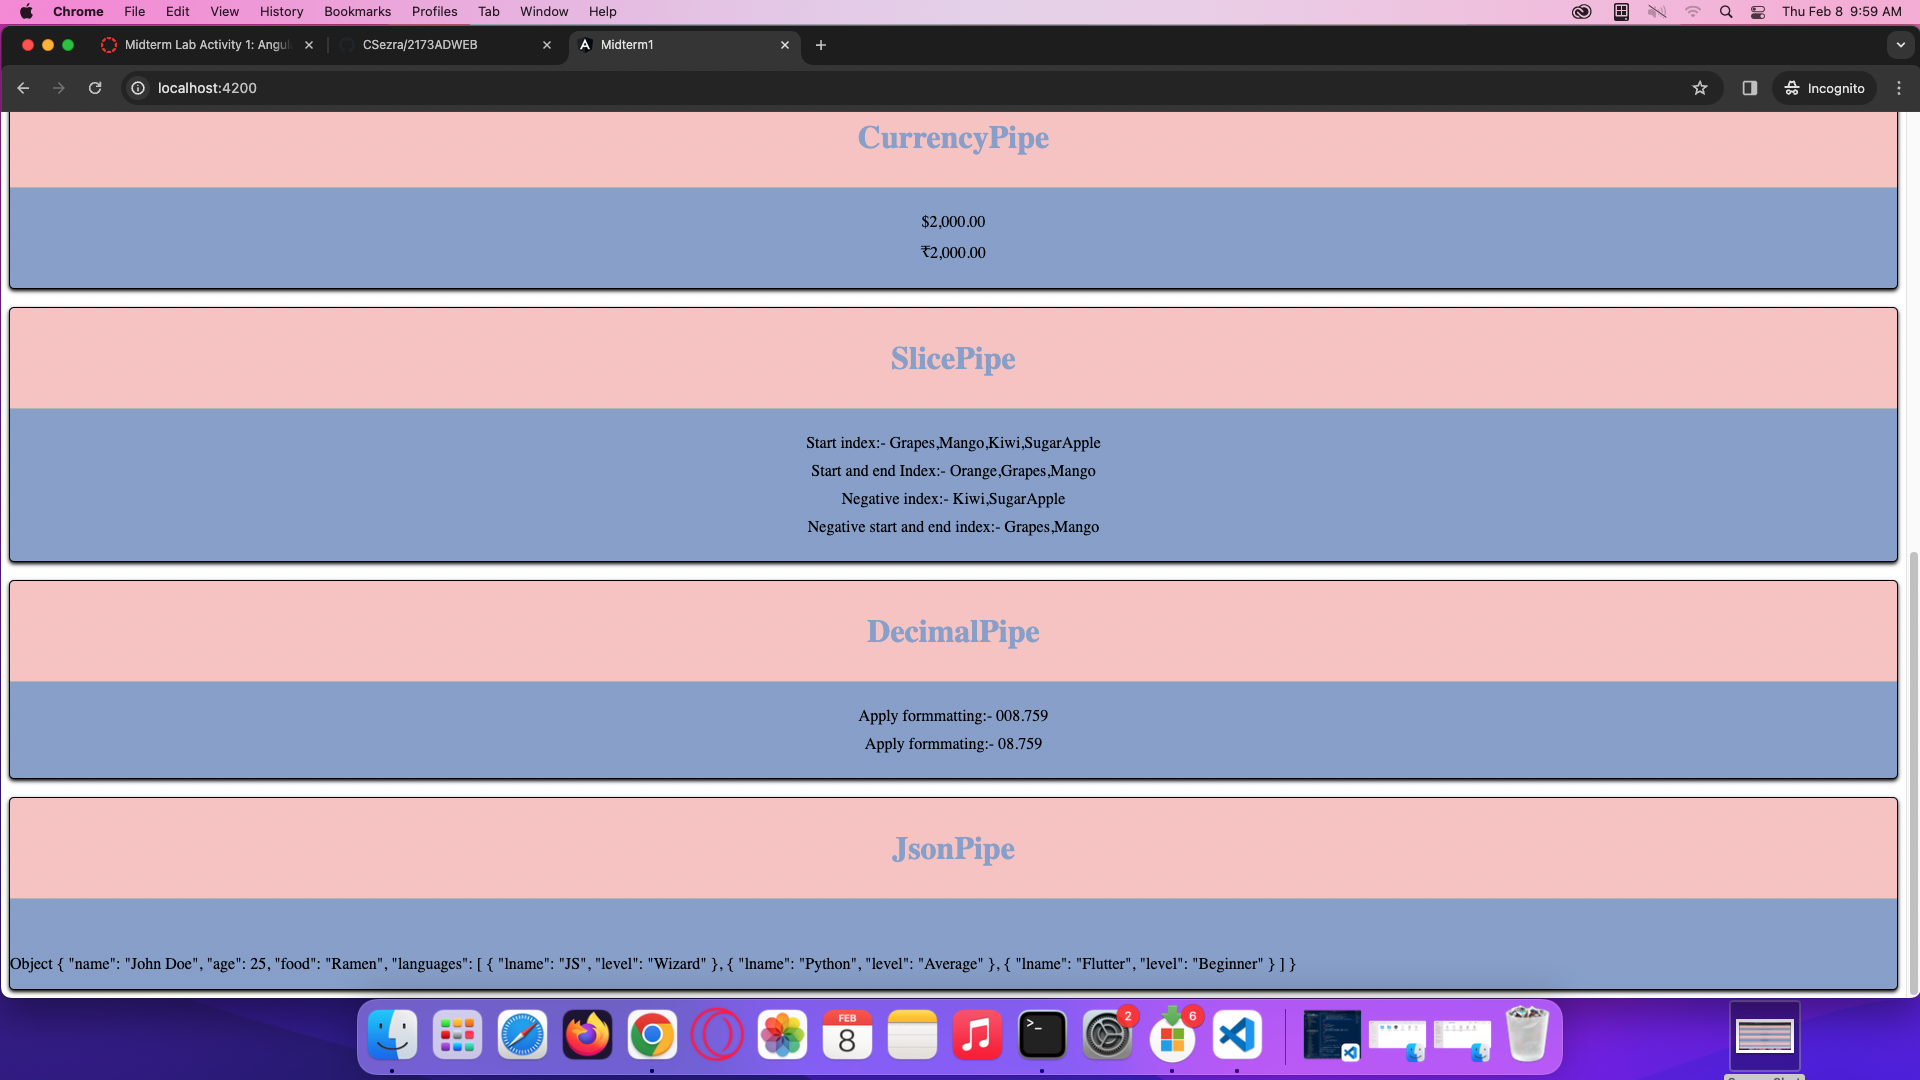 Chrome File Edit View History Bookmarks Profiles Tab Window Help Thu Feb 8 9:59 AM
Midterm Lab Activity 1: Angul CSezra/2173ADWEB Midterm1
localhost:4200 Incognito
CurrencyPipe
$2,000.00
₹2,000.00
SlicePipe
Start index:- Grapes,Mango,Kiwi,SugarApple
Start and end Index:- Orange,Grapes,Mango
Negative index:- Kiwi,SugarApple
Negative start and end index:- Grapes,Mango
DecimalPipe
Apply formmatting:- 008.759
Apply formmating:- 08.759
JsonPipe
Object { "name": "John Doe", "age": 25, "food": "Ramen", "languages": [ { "lname": "JS", "level": "Wizard" }, { "lname": "Python", "level": "Average" }, { "lname": "Flutter", "level": "Beginner" } ] }
FEB
8
2
6